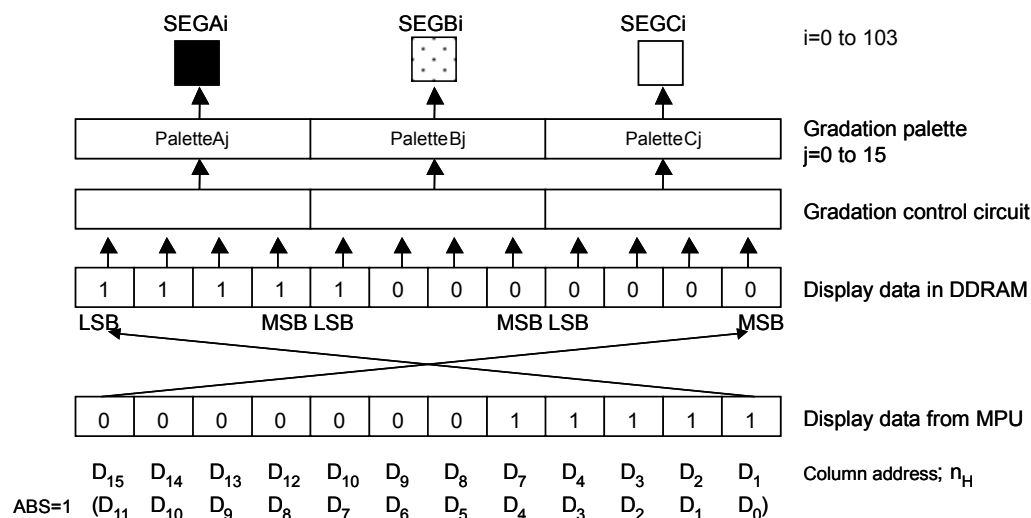 SEGAi SEGBi SEGCi i=0 to 103
PaletteAj PaletteBj PaletteCj Gradation palette
j=0 to 15
Gradation control circuit
1 1 1 1 1 0 0 0 0 0 0 0 Display data in DDRAM
LSB MSB LSB MSB LSB MSB
0 0 0 0 0 0 0 1 1 1 1 1 Display data from MPU
D15 D14 D13 D12 D10 D9 D8 D7 D4 D3 D2 D1 Column address; nH
ABS=1 (D11 D10 D9 D8 D7 D6 D5 D4 D3 D2 D1 D0)